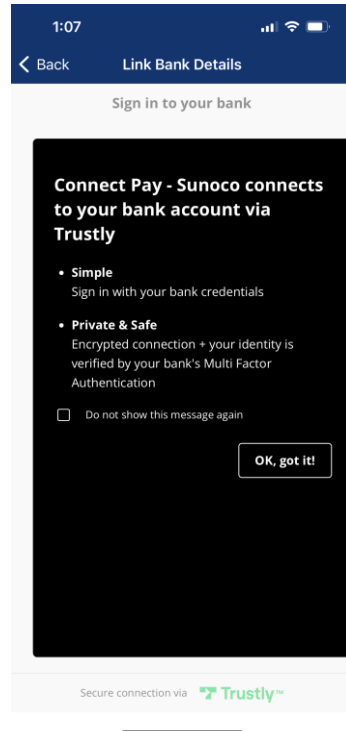 1:07
Back Link Bank Details
Sign in to your bank
Connect Pay - Sunoco connects
to your bank account via
Trustly
• Simple
Sign in with your bank credentials
• Private & Safe
Encrypted connection + your identity is
verified by your bank's Multi Factor
Authentication
Do not show this message again
OK, got it!
Secure connection via Trustly™